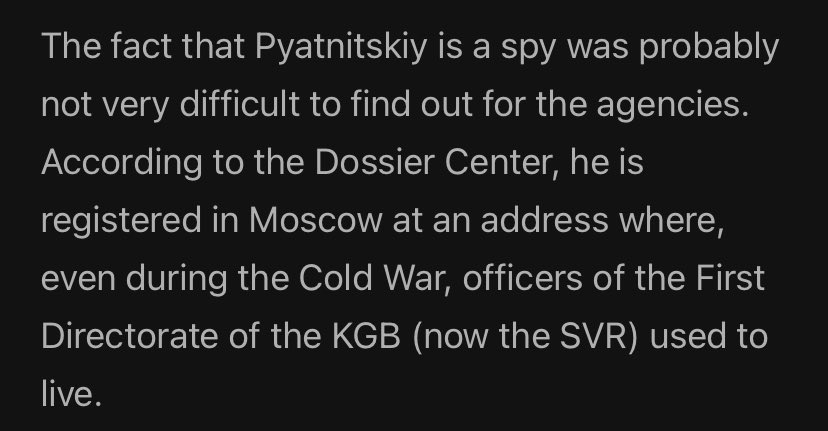 The fact that Pyatnitskiy is a spy was probably
not very difficult to find out for the agencies.
According to the Dossier Center, he is
registered in Moscow at an address where,
even during the Cold War, officers of the First
Directorate of the KGB (now the SVR) used to
live.